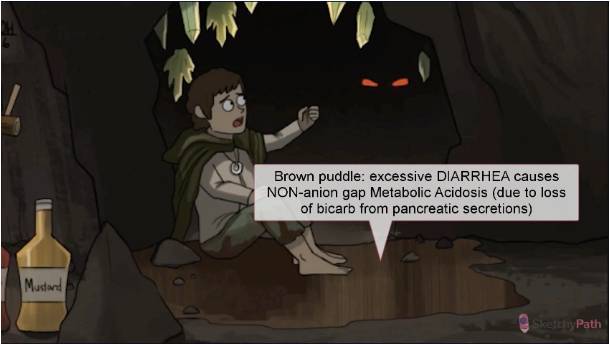 Brown puddle: excessive DIARRHEA causes
NON-anion gap Metabolic Acidosis (due to loss
of bicarb from pancreatic secretions)
Mustard
SketchyPath